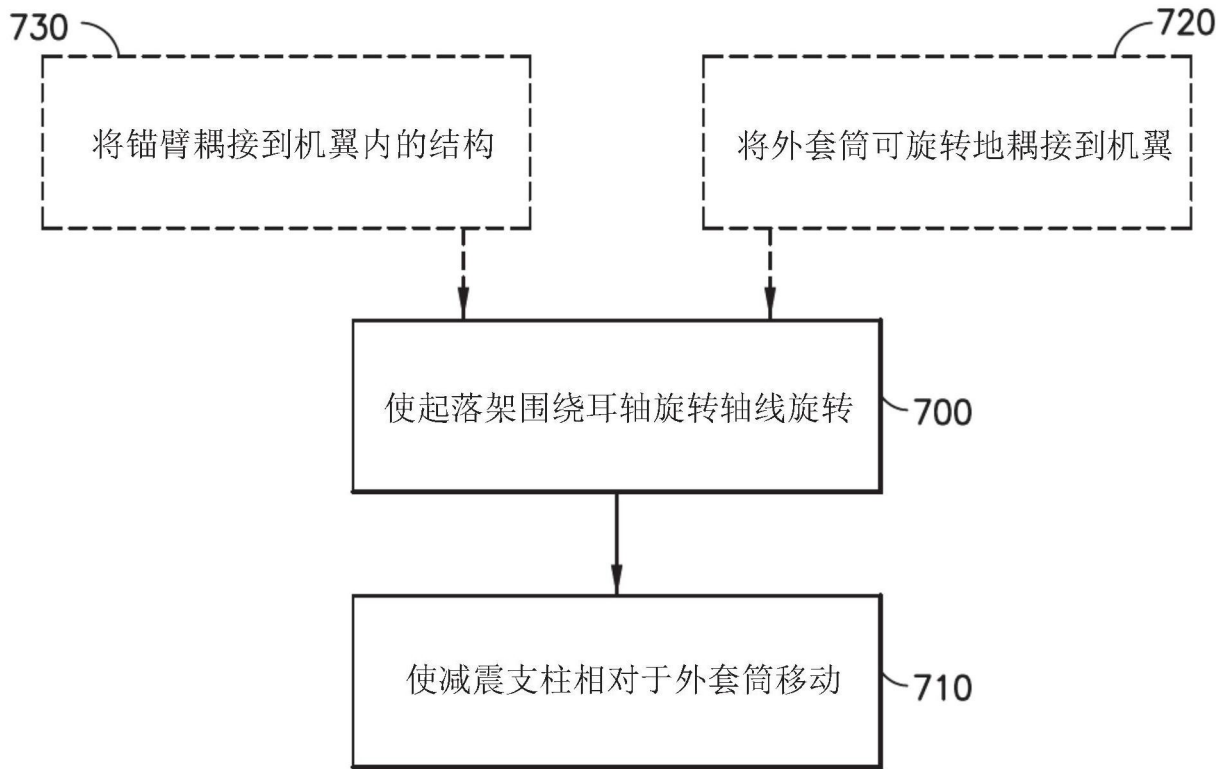 730
720
将锚臂耦接到机翼内的结构
将外套筒可旋转地耦接到机翼
使起落架围绕耳轴旋转轴线旋转
700
使减震支柱相对于外套筒移动
710